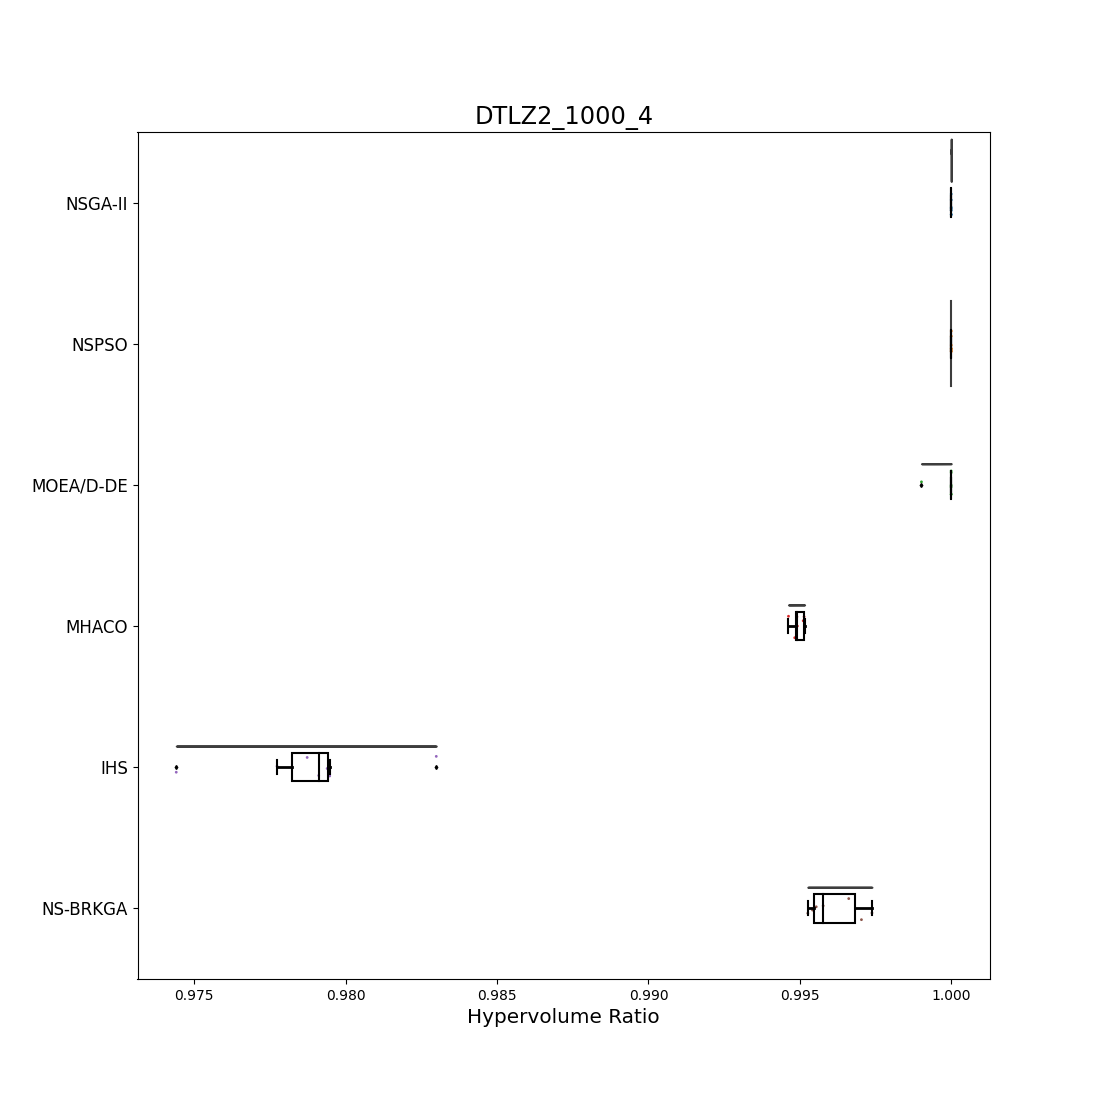 DTLZ2_1000_4
NSGA-II
NSPSO
MOEA/D-DE
MHACO
IHS
NS-BRKGA
0.975 0.980 0.985 0.990 0.995 1.000
Hypervolume Ratio